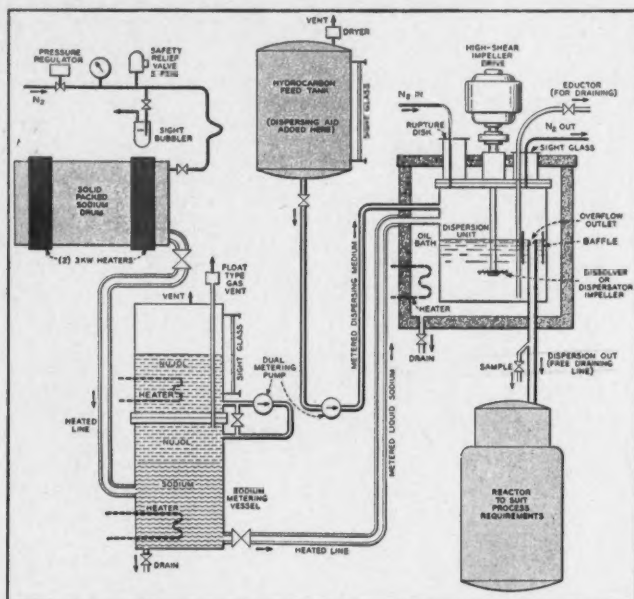 PRESSURE
REGULATOR
SAFETY
RELIEF
VALVE
5 PSIG
N2
SIGHT
BUBBLER
SOLID
PACKED
SODIUM
DRUM
(2) 3KW HEATERS
VENT
DRYER
HYDROCARBON
FEED TANK
(DISPERSING AID
ADDED HERE)
SIGHT GLASS
HIGH-SHEAR
IMPELLER
DRIVE
EDUCTOR
(FOR DRAINING)
N2 IN
N2 OUT
RUPTURE
DISK
SIGHT GLASS
OVERFLOW
OUTLET
BAFFLE
OIL
BATH
DISPERSION
UNIT
DISSOLVER OR
DISPERSATOR
IMPELLER
HEATER
DRAIN
FLOAT
TYPE
GAS
VENT
VENT
SIGHT GLASS
NUJOL
HEATER
NUJOL
SODIUM
HEATER
DRAIN
HEATED
LINE
DUAL
METERING
PUMP
METERED DISPERSING MEDIUM
METERED LIQUID SODIUM
SODIUM
METERING
VESSEL
HEATED LINE
SAMPLE
DISPERSION OUT
(FREE DRAINING
LINE)
REACTOR
TO SUIT
PROCESS
REQUIREMENTS